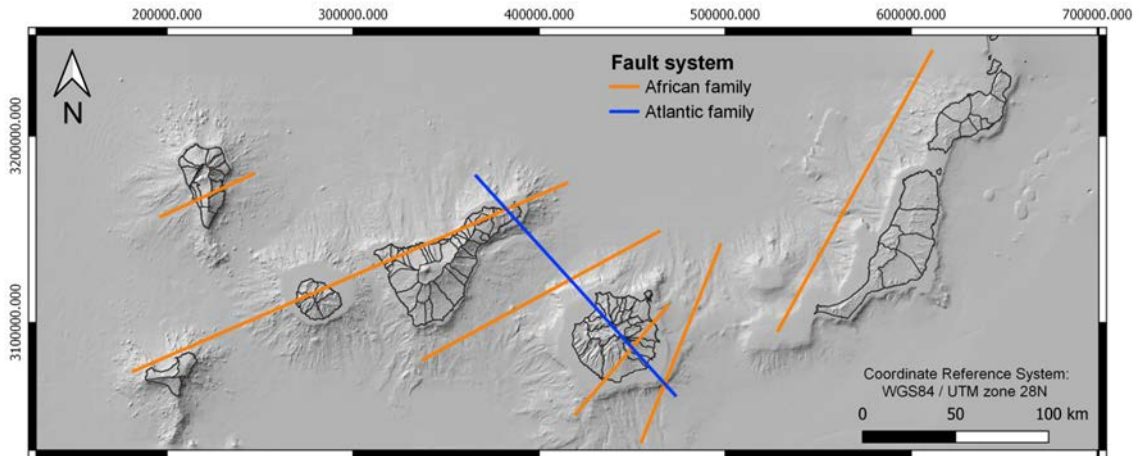 200000.000 300000.000 400000.000 500000.000 600000.000 700000.000
Fault system
African family
Atlantic family
N
3200000.000
3100000.000
Coordinate Reference System:
WGS84 / UTM zone 28N
0 50 100 km